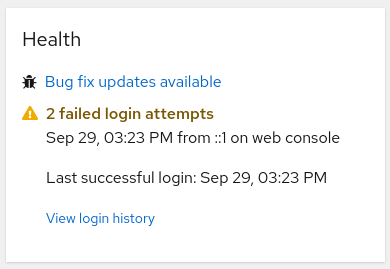 Health
Bug fix updates available
2 failed login attempts
Sep 29, 03:23 PM from ::1 on web console
Last successful login: Sep 29, 03:23 PM
View login history